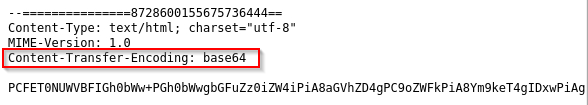 --===============8728600155675736444==
Content-Type: text/html; charset="utf-8"
MIME-Version: 1.0
Content-Transfer-Encoding: base64
PCFET0NUWVBFIGh0bWw+PGh0bWwgbGFuZz0iZW4iPiA8aGVhZD4gPC9oZWFkPiA8Ym9keT4gIDxwPiAg